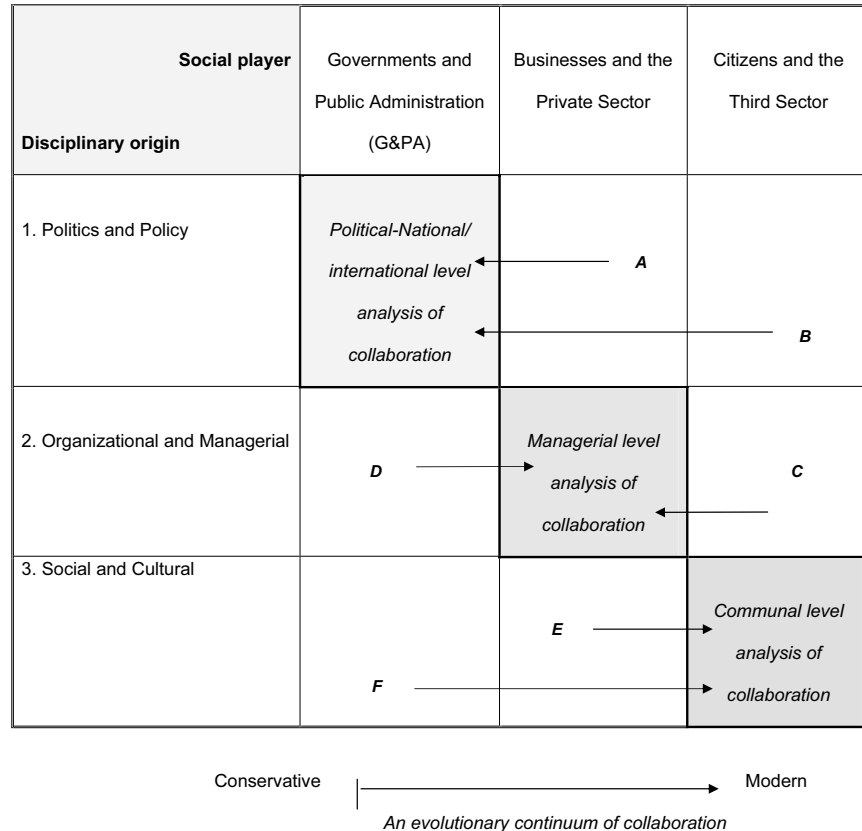 Social player
Disciplinary origin
Governments and
Public Administration
(G&PA)
Businesses and the
Private Sector
Citizens and the
Third Sector
1. Politics and Policy
Political-National/
international level
analysis of
collaboration
A
B
2. Organizational and Managerial
D
Managerial level
analysis of
collaboration
C
3. Social and Cultural
F
E
Communal level
analysis of
collaboration
Conservative
Modern
An evolutionary continuum of collaboration